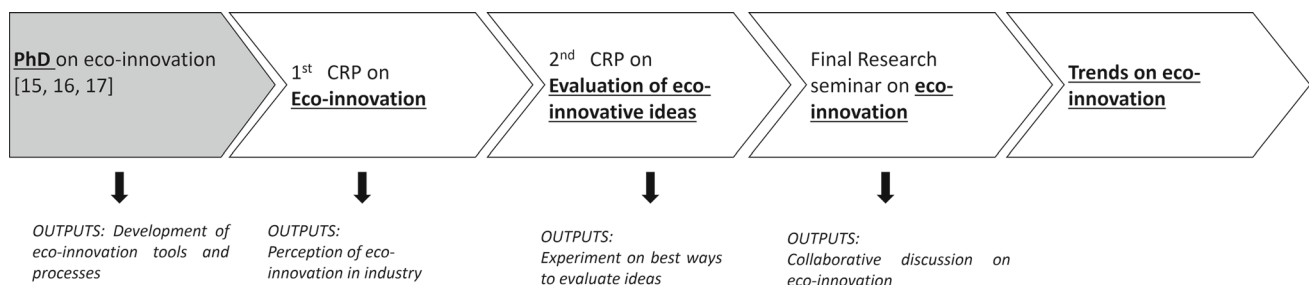 PhD on eco-innovation
[15, 16, 17]
1st CRP on
Eco-innovation
2nd CRP on
Evaluation of eco-
innovative ideas
Final Research
seminar on eco-
innovation
Trends on eco-
innovation
OUTPUTS: Development of
eco-innovation tools and
processes
OUTPUTS:
Perception of eco-
innovation in industry
OUTPUTS:
Experiment on best ways
to evaluate ideas
OUTPUTS:
Collaborative discussion on
eco-innovation